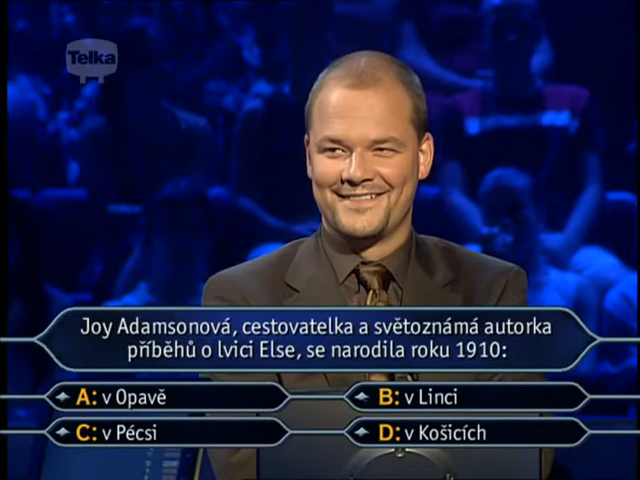 Telka
Joy Adamsonová, cestovatelka a světoznámá autorka
příběhů o lvici Else, se narodila roku 1910:
A: v Opavě
B: v Linci
C: v Pécsi
D: v Košicích